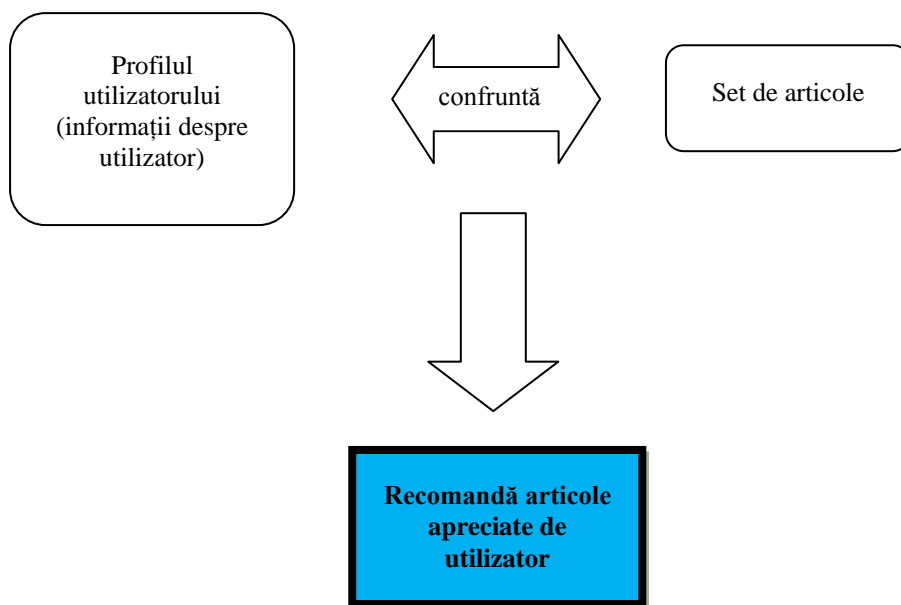 Profilul
utilizatorului
(informații despre
utilizator)
confruntă
Set de articole
Recomandă articole
apreciate de
utilizator